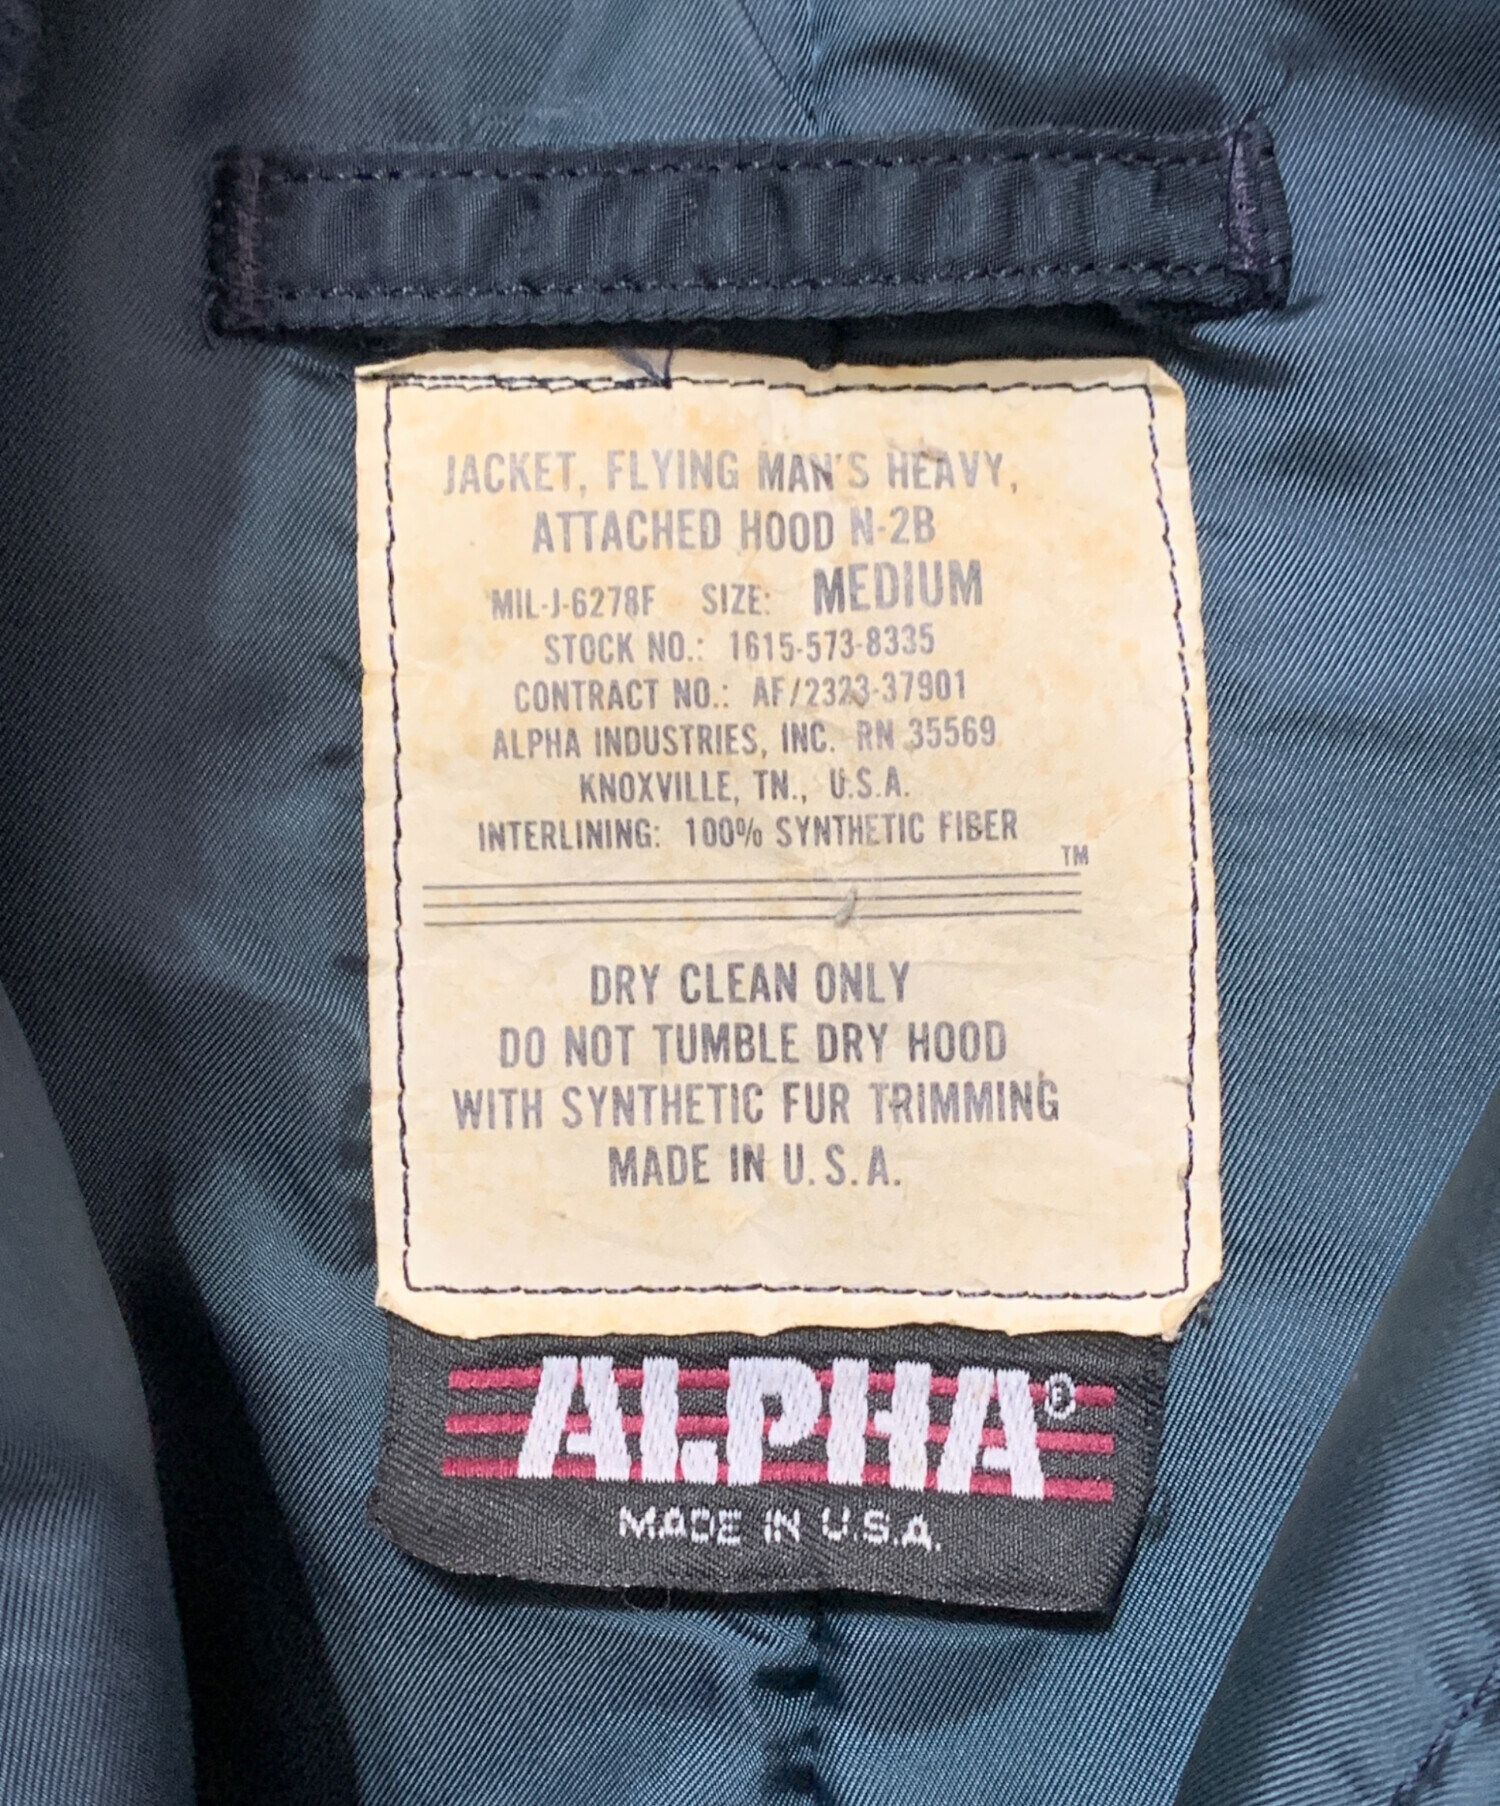 JACKET, FLYING MAN'S HEAVY,
ATTACHED HOOD N-2B
MIL-J-6278F SIZE: MEDIUM
STOCK NO.: 1615-573-8335
CONTRACT NO.: AF/2323-37901
ALPHA INDUSTRIES, INC. RN 35569
KNOXVILLE, TN., U.S.A.
INTERLINING: 100% SYNTHETIC FIBER
TM
DRY CLEAN ONLY
DO NOT TUMBLE DRY HOOD
WITH SYNTHETIC FUR TRIMMING
MADE IN U.S.A.
ALPHA®
MADE IN U.S.A.